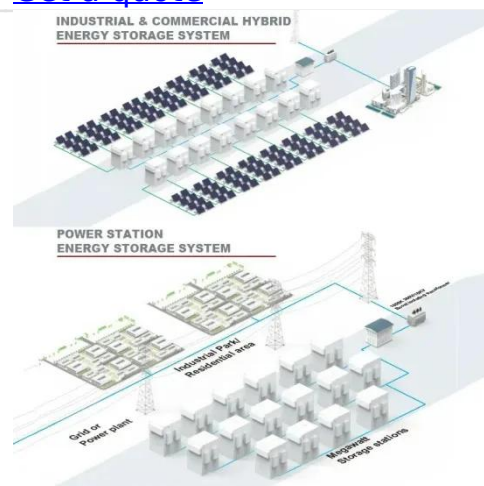 Get a quote
INDUSTRIAL & COMMERCIAL HYBRID
ENERGY STORAGE SYSTEM
POWER STATION
ENERGY STORAGE SYSTEM
Industrial Park/
Residential area
Grid or
Power plant
Megawatt
Storage stations